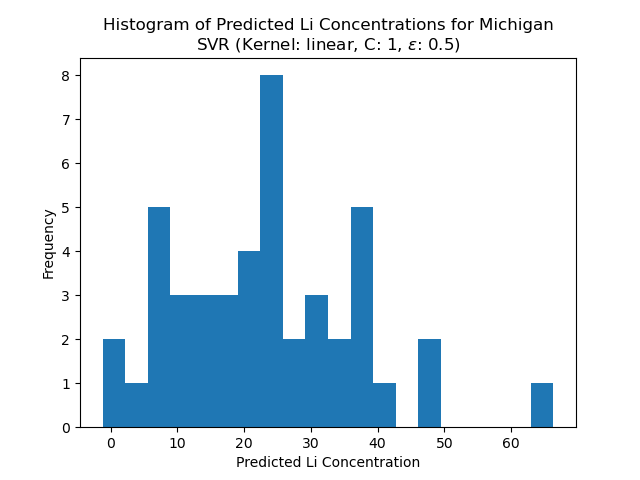 Histogram of Predicted Li Concentrations for Michigan
SVR (Kernel: linear, C: 1, ε: 0.5)
8
7
6
5
4
3
2
1
0
Frequency
0 10 20 30 40 50 60
Predicted Li Concentration